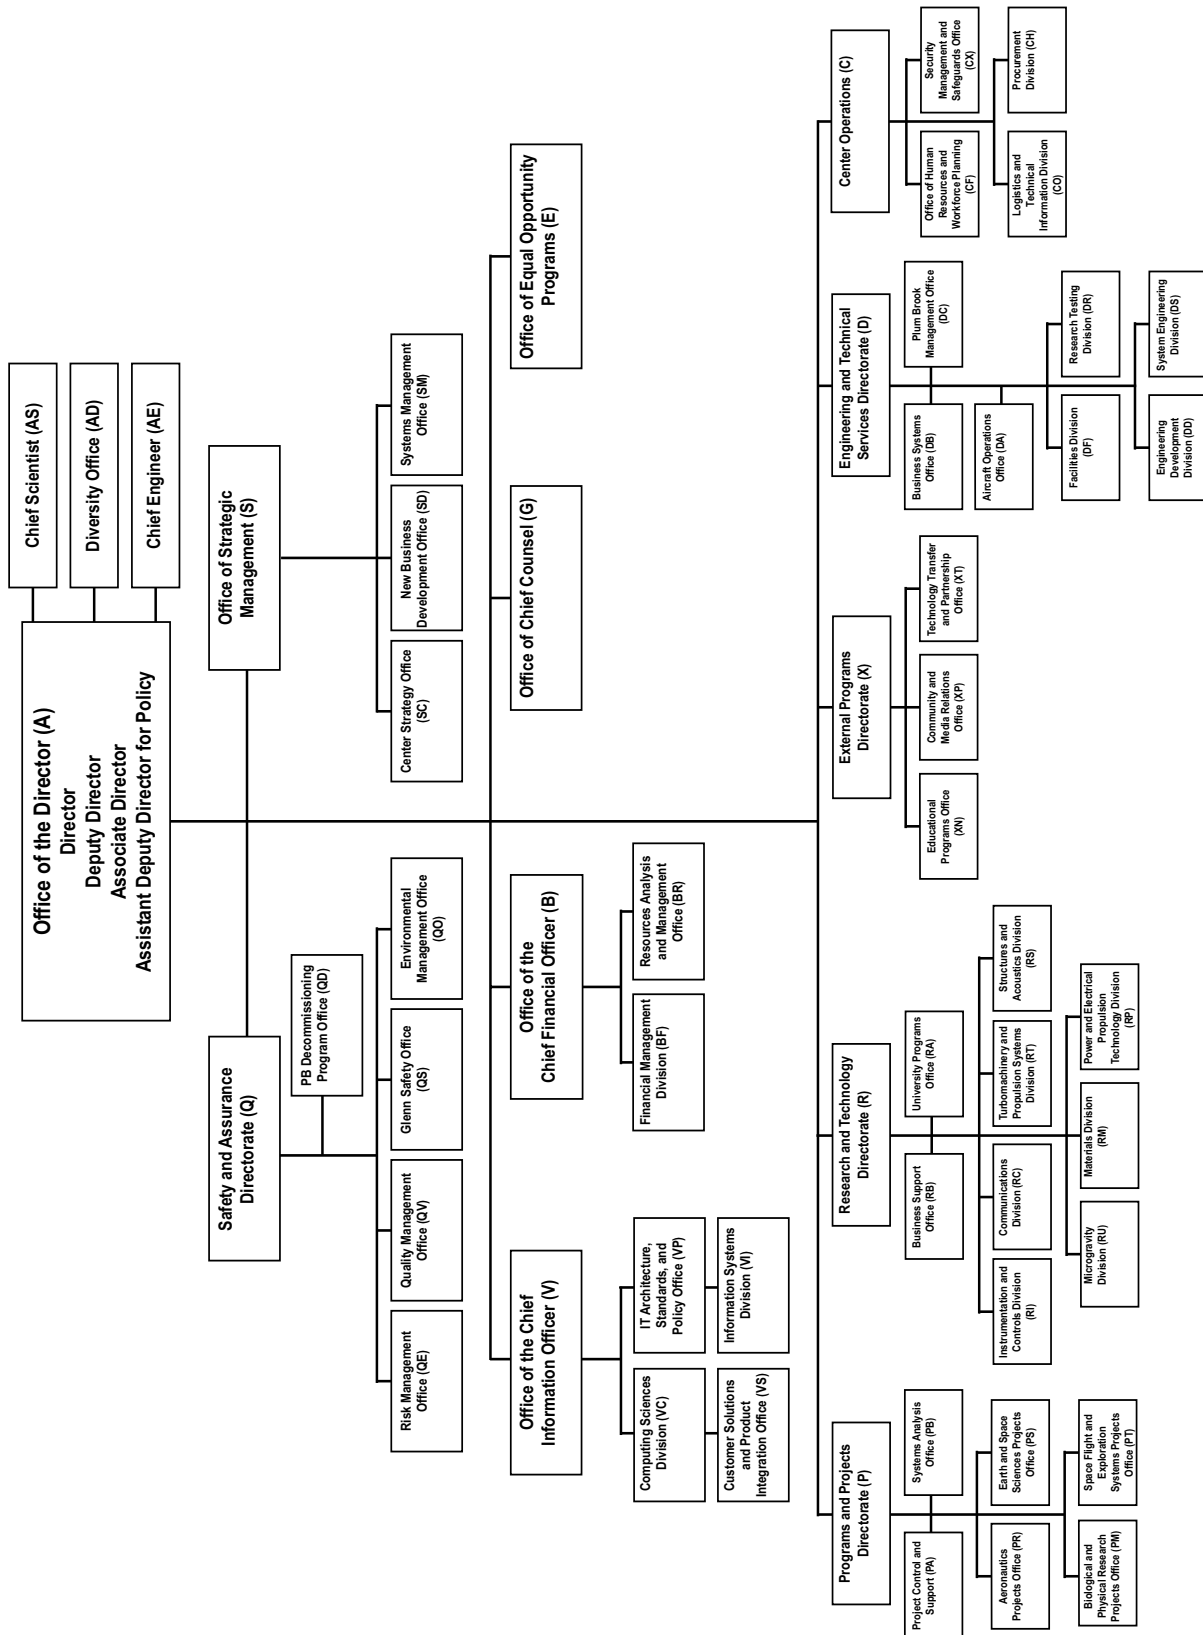 Office of the Director (A)
Director
Deputy Director
Associate Director
Assistant Deputy Director for Policy
Chief Scientist (AS)
Diversity Office (AD)
Chief Engineer (AE)
Safety and Assurance
Directorate (Q)
Office of Strategic
Management (S)
PB Decommissioning
Program Office (QD)
Risk Management
Office (QE)
Quality Management
Office (QV)
Glenn Safety Office
(QS)
Environmental
Management Office
(QO)
Center Strategy Office
(SC)
New Business
Development Office (SD)
Systems Management
Office (SM)
Office of the Chief
Information Officer (V)
Office of the
Chief Financial Officer (B)
Office of Chief Counsel (G)
Office of Equal Opportunity
Programs (E)
Computing Sciences
Division (VC)
IT Architecture,
Standards, and
Policy Office (VP)
Customer Solutions
and Product
Integration Office (VS)
Information Systems
Division (VI)
Financial Management
Division (BF)
Resources Analysis
and Management
Office (BR)
Programs and Projects
Directorate (P)
Research and Technology
Directorate (R)
External Programs
Directorate (X)
Engineering and Technical
Services Directorate (D)
Center Operations (C)
Project Control and
Support (PA)
Systems Analysis
Office (PB)
Aeronautics
Projects Office (PR)
Earth and Space
Sciences Projects
Office (PS)
Biological and
Physical Research
Projects Office (PM)
Space Flight and
Exploration
Systems Projects
Office (PT)
Business Support
Office (RB)
University Programs
Office (RA)
Instrumentation and
Controls Division
(RI)
Communications
Division (RC)
Turbomachinery and
Propulsion Systems
Division (RT)
Structures and
Acoustics Division
(RS)
Microgravity
Division (RU)
Materials Division
(RM)
Power and Electrical
Propulsion
Technology Division
(RP)
Educational
Programs Office
(XN)
Community and
Media Relations
Office (XP)
Technology Transfer
and Partnership
Office (XT)
Business Systems
Office (DB)
Plum Brook
Management Office
(DC)
Aircraft Operations
Office (DA)
Facilities Division
(DF)
Research Testing
Division (DR)
Engineering
Development
Division (DD)
System Engineering
Division (DS)
Office of Human
Resources and
Workforce Planning
(CF)
Security
Management and
Safeguards Office
(CX)
Logistics and
Technical
Information Division
(CO)
Procurement
Division (CH)